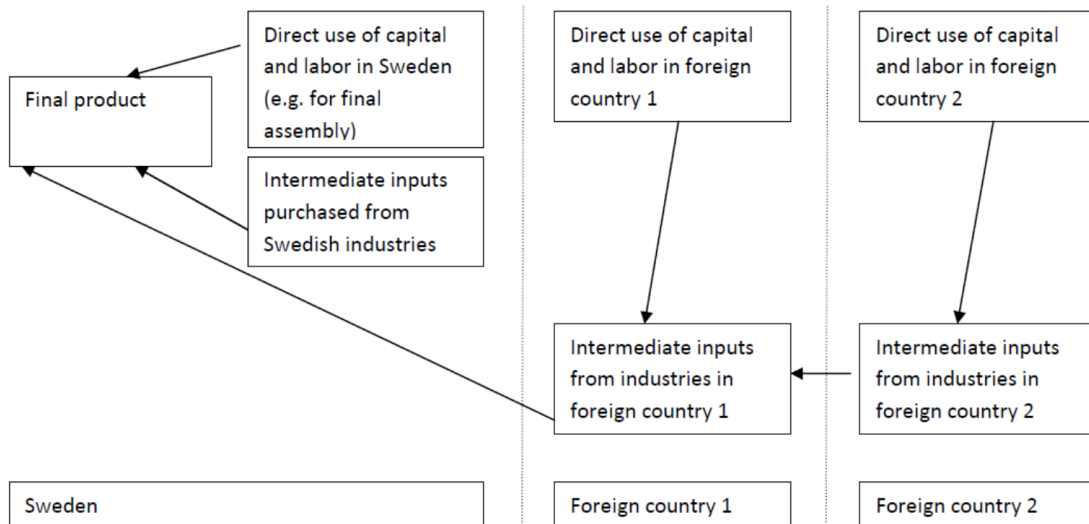 Final product
Direct use of capital
and labor in Sweden
(e.g. for final
assembly)
Intermediate inputs
purchased from
Swedish industries
Direct use of capital
and labor in foreign
country 1
Direct use of capital
and labor in foreign
country 2
Intermediate inputs
from industries in
foreign country 1
Intermediate inputs
from industries in
foreign country 2
Sweden
Foreign country 1
Foreign country 2